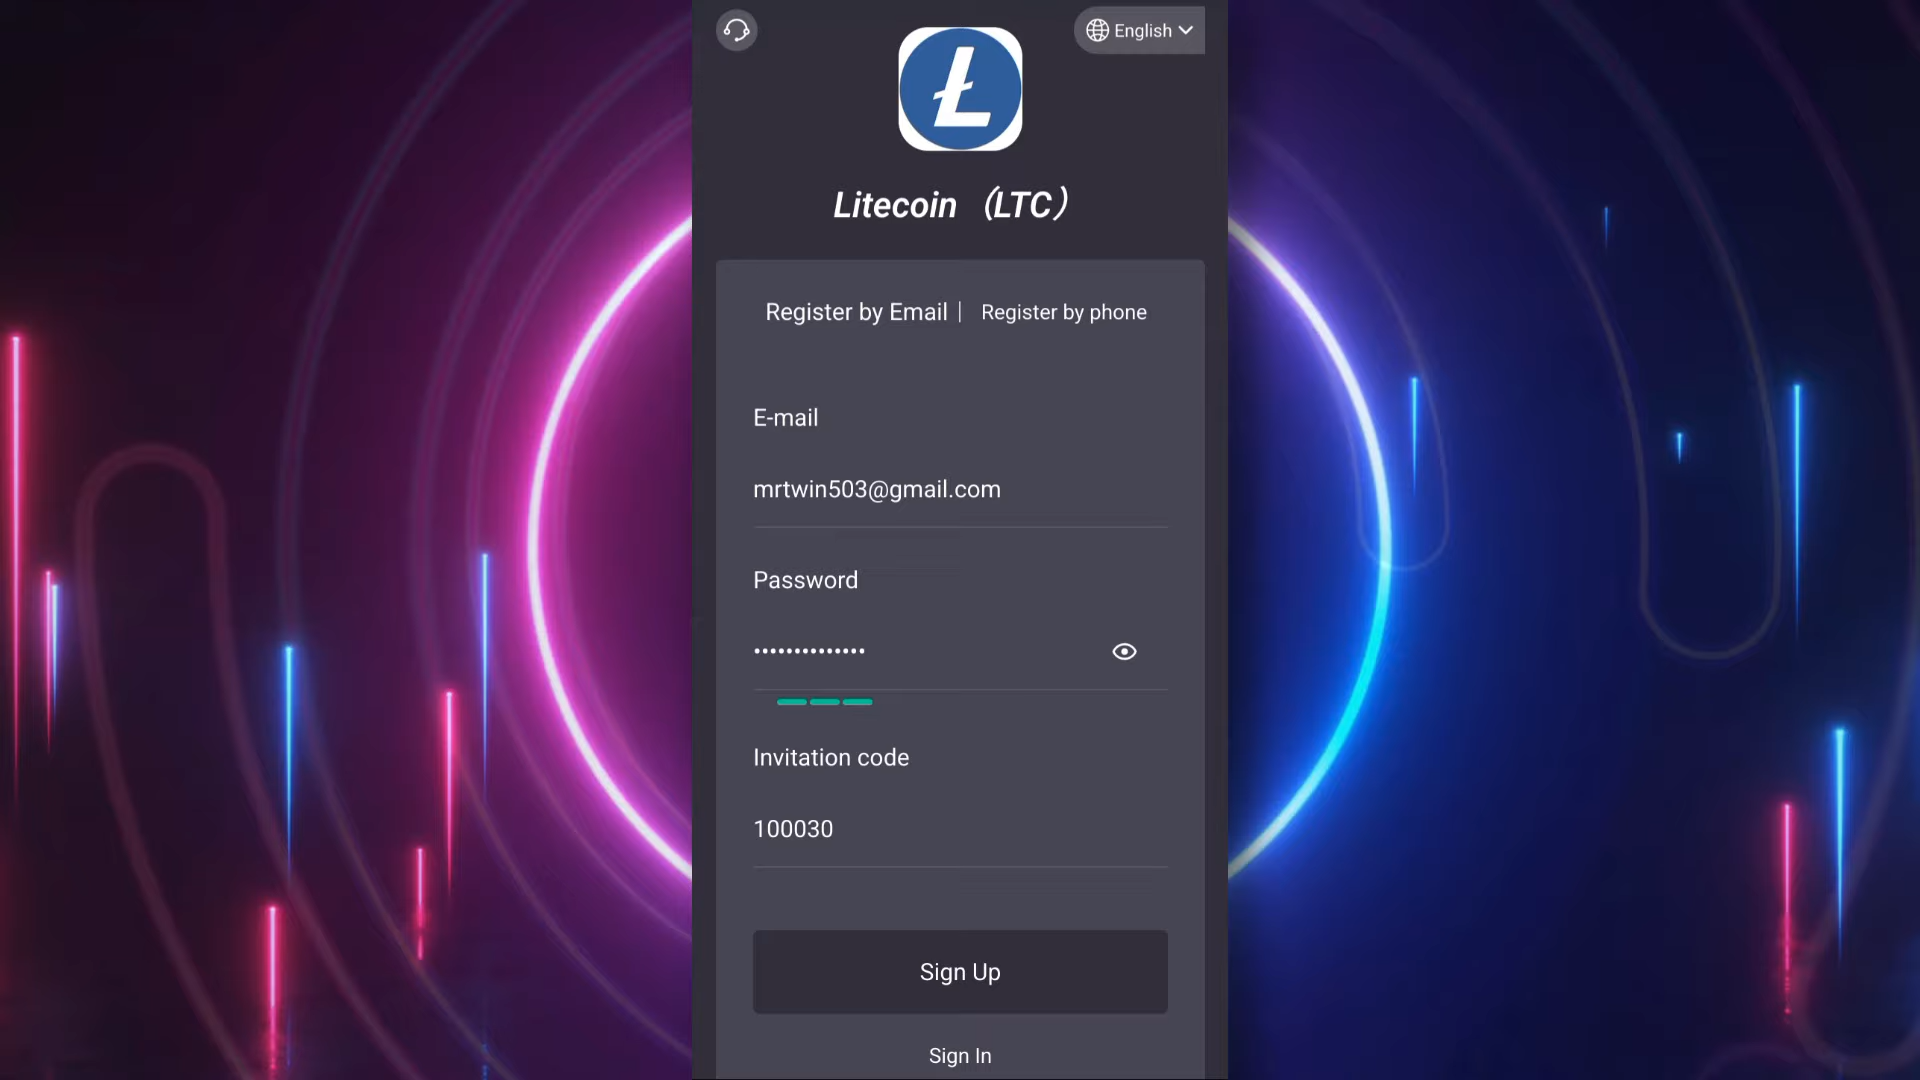 English
Litecoin （LTC）
Register by Email | Register by phone
E-mail
mrtwin503@gmail.com
Password
••••••••••••••
Invitation code
100030
Sign Up
Sign In